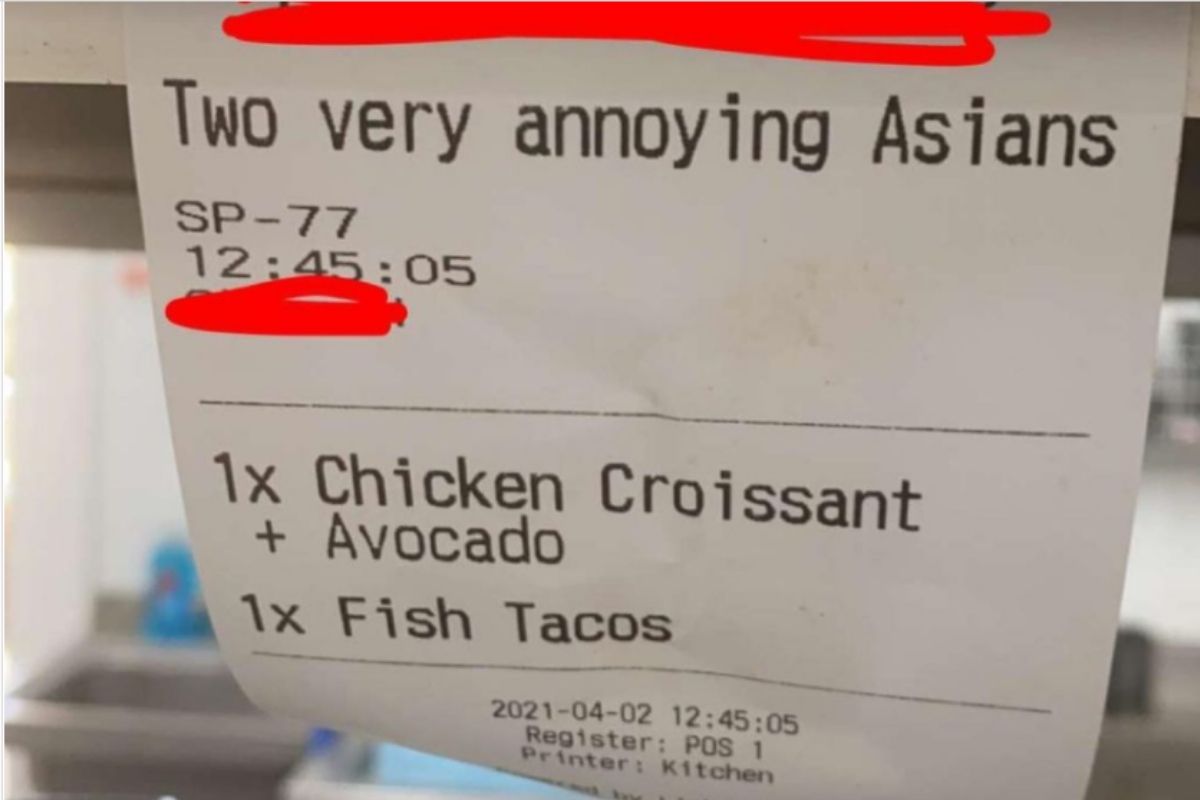 Two very annoying Asians
SP-77
12:45:05
1x Chicken Croissant
+ Avocado
1x Fish Tacos
2021-04-02 12:45:05
Register: POS 1
Printer: Kitchen
by